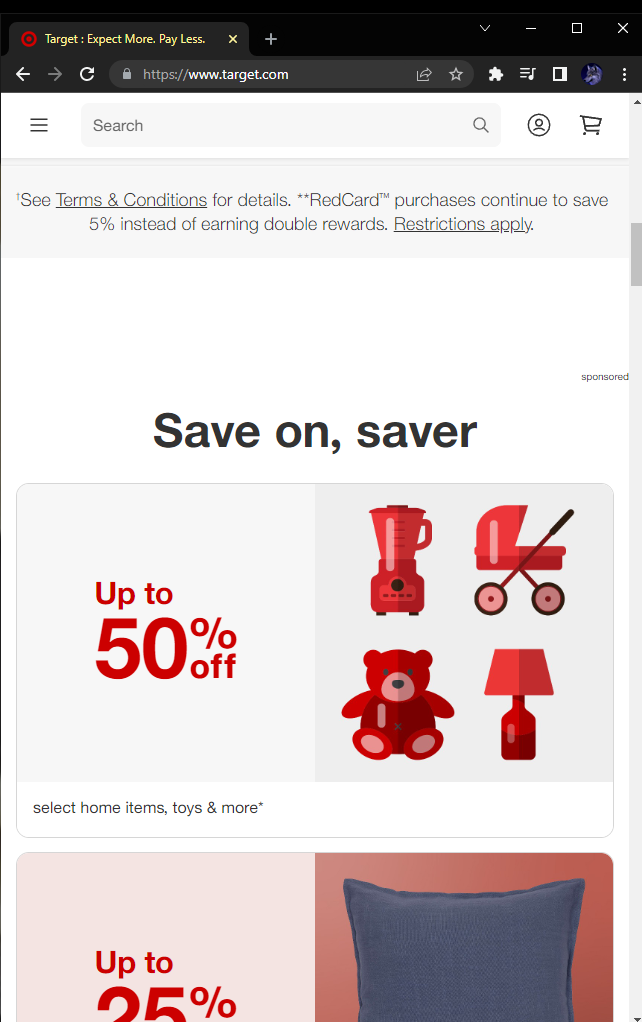 Target : Expect More. Pay Less.
https://www.target.com
Search
†See Terms & Conditions for details. **RedCard™ purchases continue to save
5% instead of earning double rewards. Restrictions apply.
sponsored
Save on, saver
Up to
50%
off
select home items, toys & more*
Up to
25%